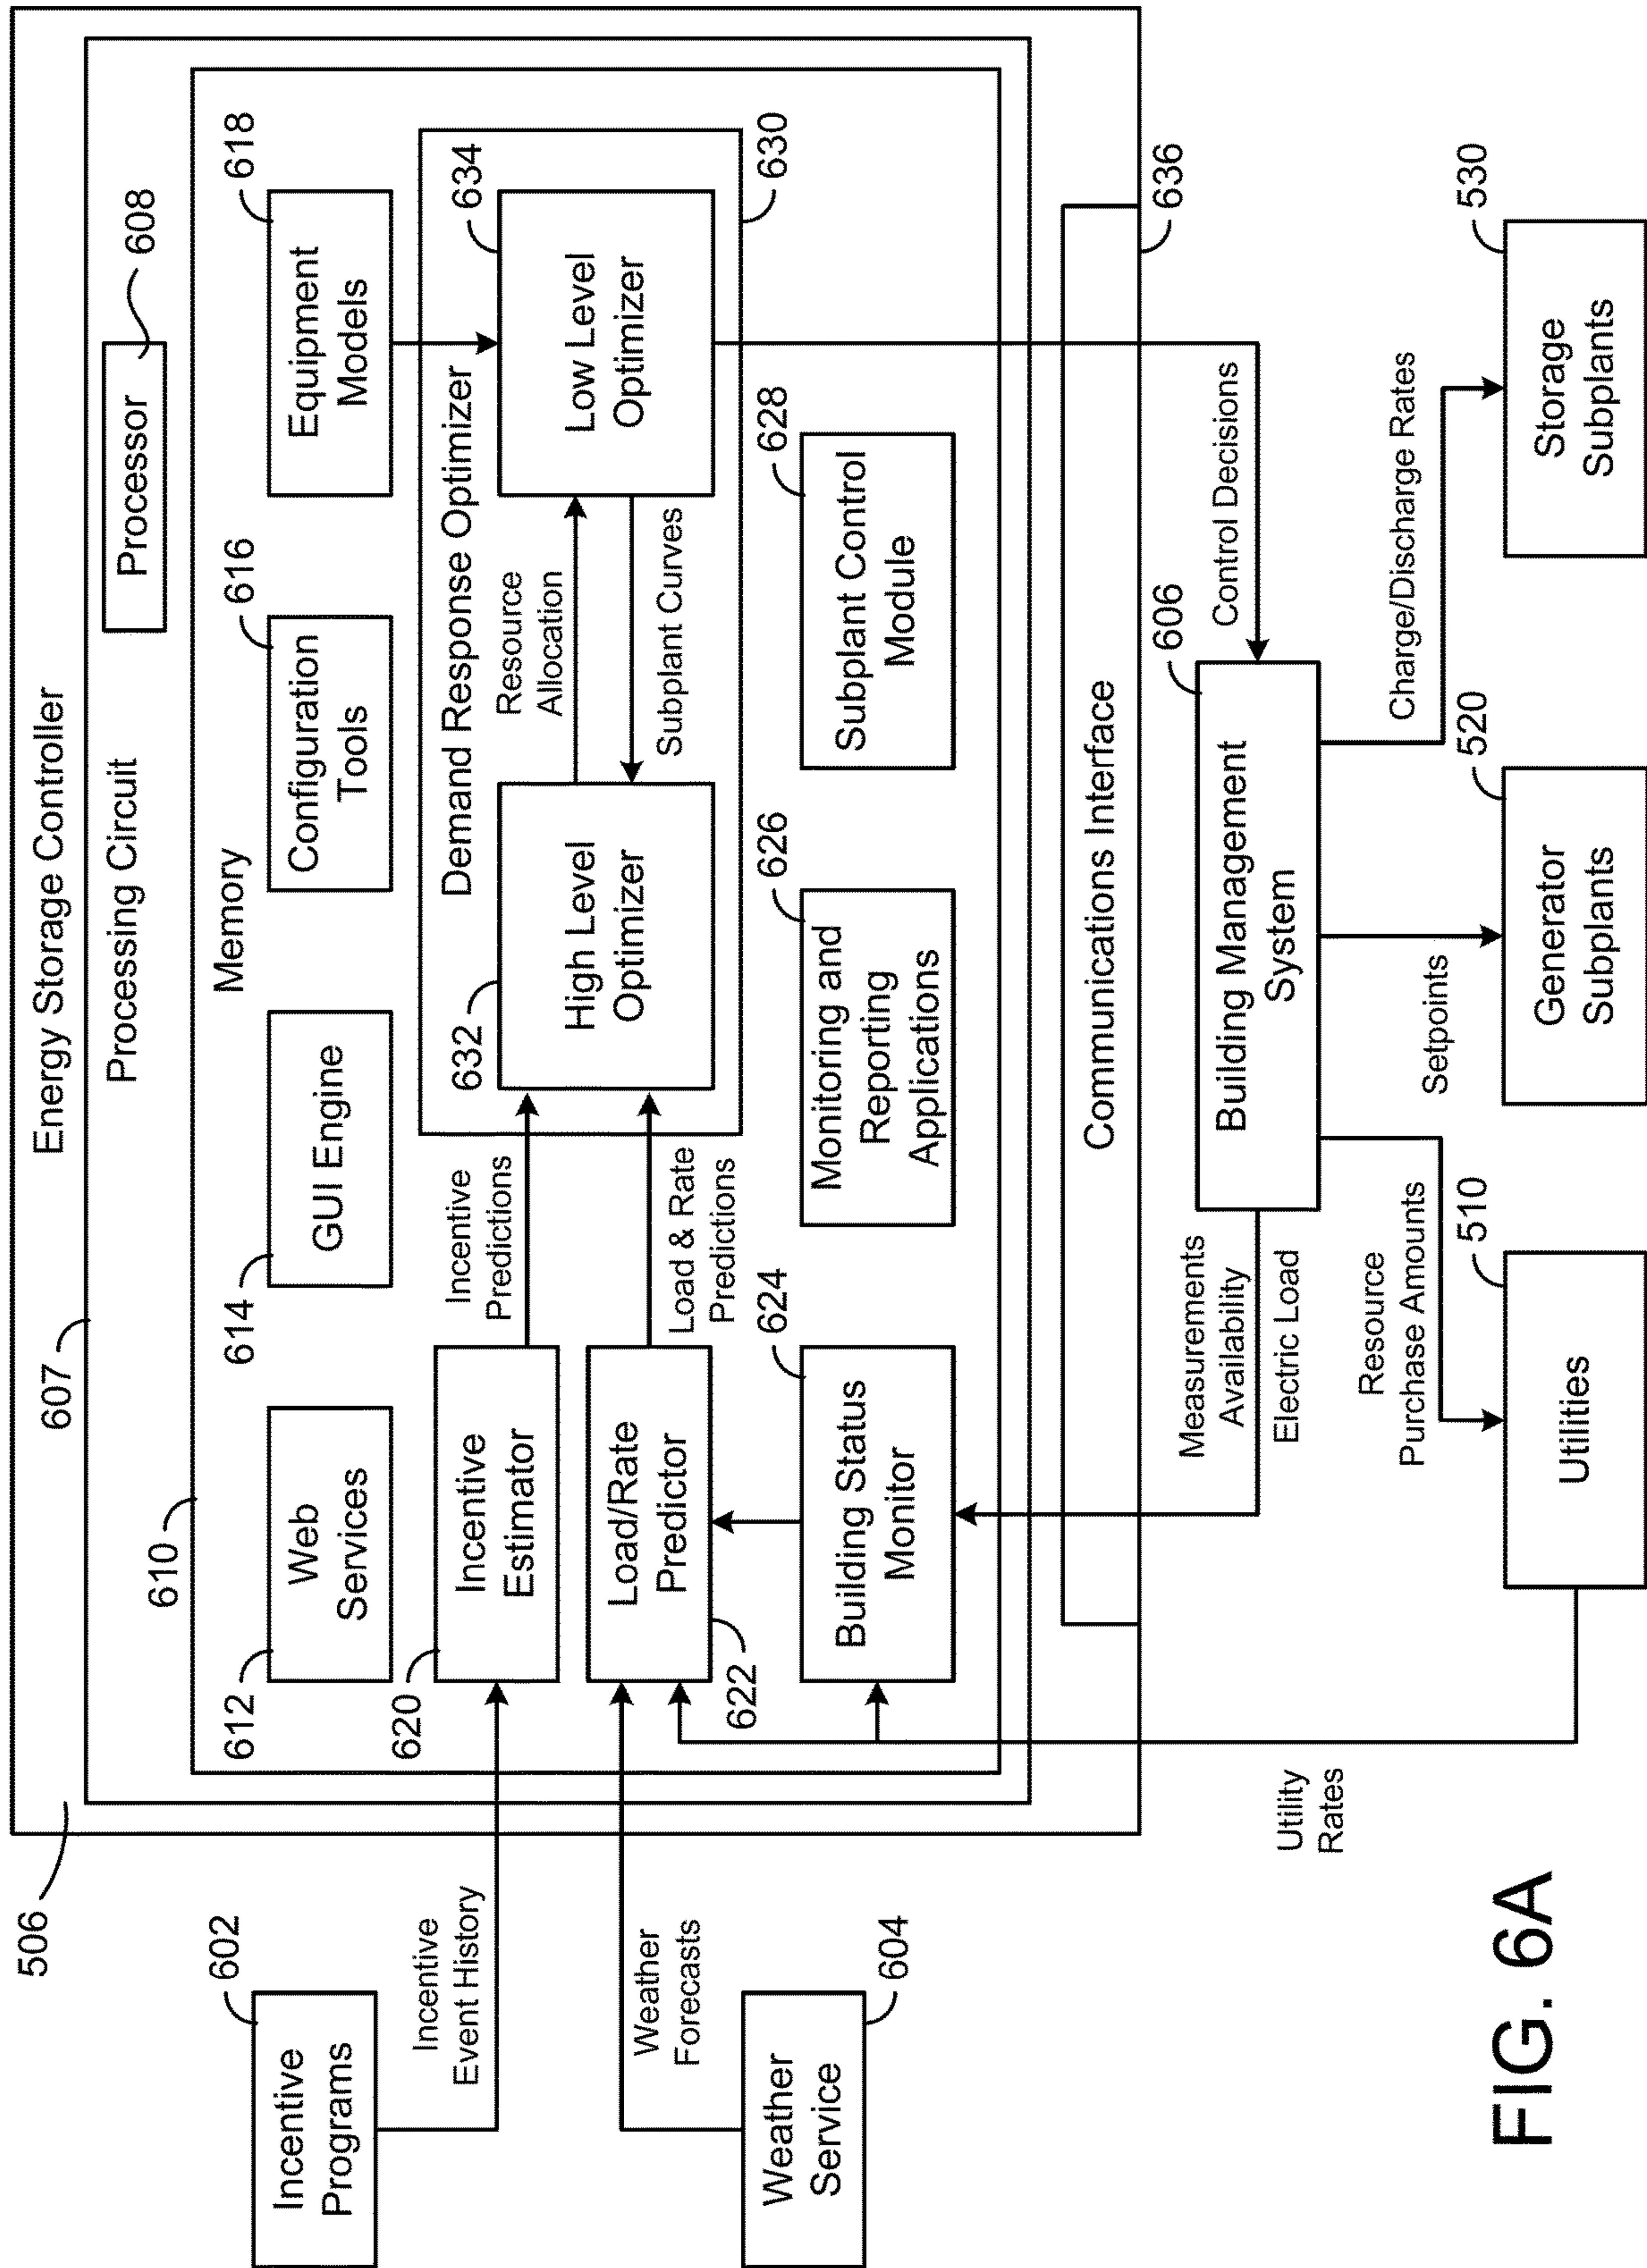 506
Energy Storage Controller
607
Processing Circuit
Processor
608
610
Memory
612
Web
Services
614
GUI Engine
616
Configuration
Tools
618
Equipment
Models
602
Incentive
Programs
Incentive
Event History
620
Incentive
Estimator
Incentive
Predictions
Demand Response Optimizer
632
High Level
Optimizer
Resource
Allocation
Subplant Curves
634
Low Level
Optimizer
630
Weather
Forecasts
Weather
Service
604
Load/Rate
Predictor
622
Load & Rate
Predictions
624
Building Status
Monitor
626
Monitoring and
Reporting
Applications
628
Subplant Control
Module
Communications Interface
636
Utility
Rates
Measurements
Availability
Electric Load
606
Building Management
System
Control Decisions
Resource
Purchase Amounts
Setpoints
Charge/Discharge Rates
510
Utilities
520
Generator
Subplants
530
Storage
Subplants
FIG. 6A